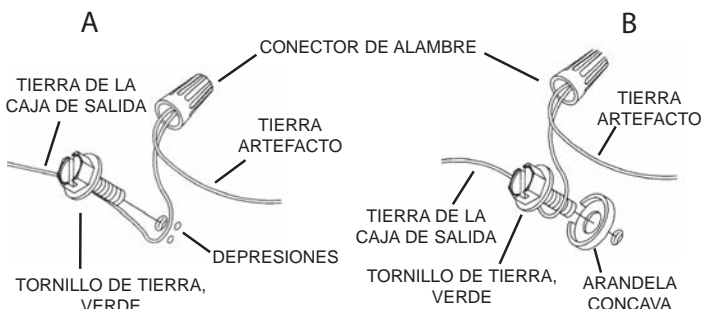 A
B
CONECTOR DE ALAMBRE
TIERRA DE LA
CAJA DE SALIDA
TIERRA
ARTEFACTO
TIERRA
ARTEFACTO
TIERRA DE LA
CAJA DE SALIDA
DEPRESIONES
TORNILLO DE TIERRA,
VERDE
TORNILLO DE TIERRA,
VERDE
ARANDELA
CONCAVA